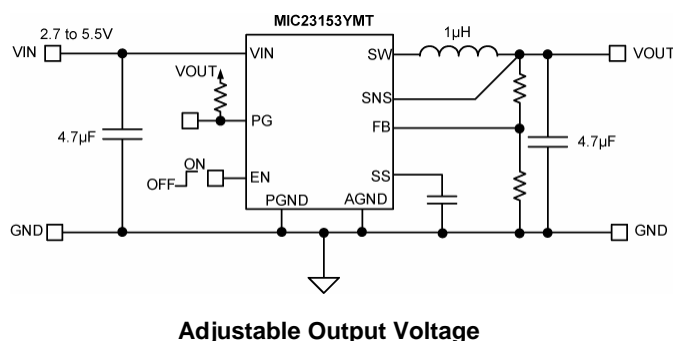 MIC23153YMT
2.7 to 5.5V
VIN
VIN
SW
1µH
VOUT
VOUT
SNS
PG
FB
4.7µF
4.7µF
ON
OFF
EN
SS
PGND
AGND
GND
GND
Adjustable Output Voltage